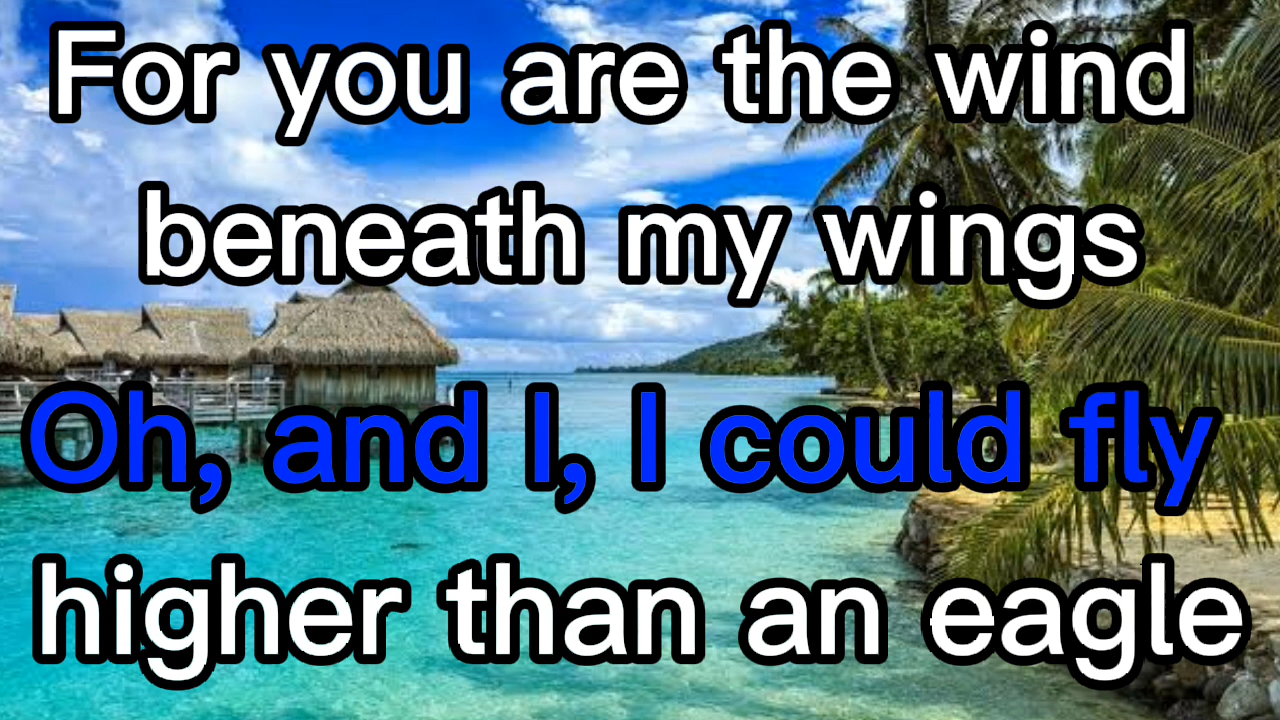 For you are the wind
beneath my wings
Oh, and I, I could fly
higher than an eagle